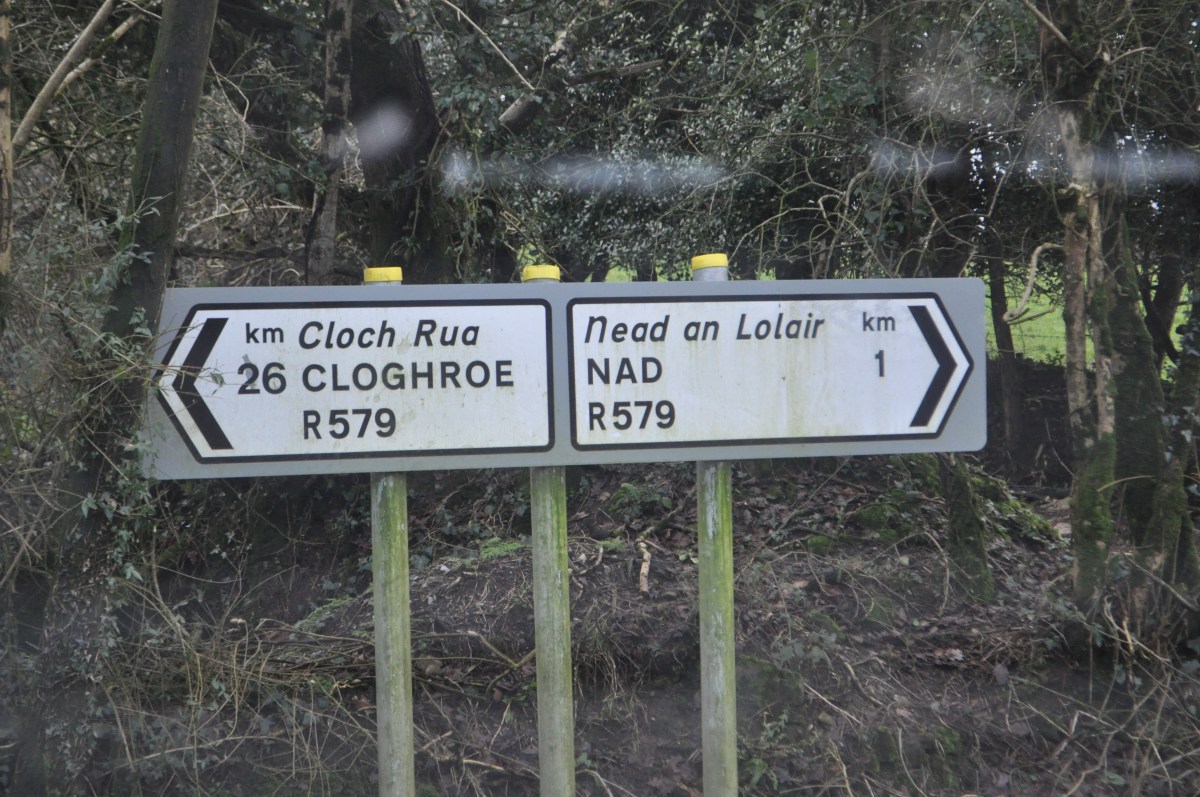 km Cloch Rua
26 CLOGHROE
R579
Nead an Lolair km
NAD 1
R579